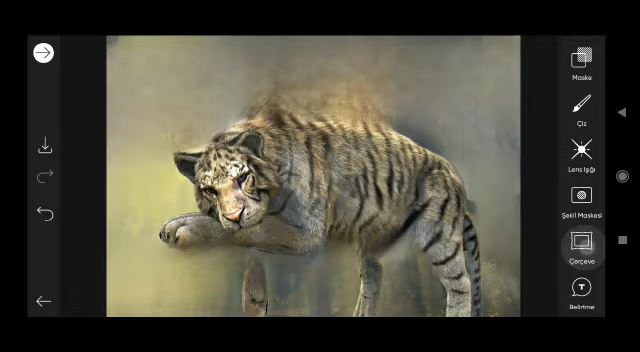 Maske
Çiz
Lens Işığı
Şekil Maskesi
Çerçeve
T
Belirtme